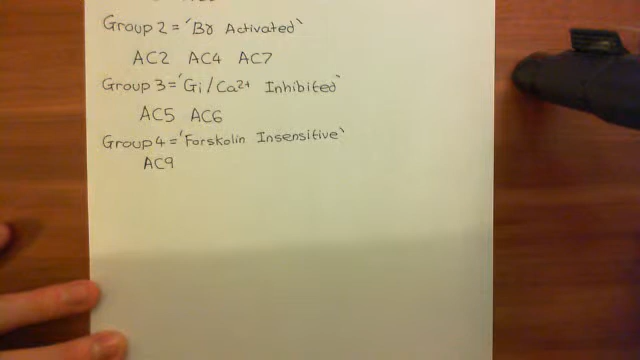 Group 2 = 'Bγ Activated'
AC2 AC4 AC7
Group 3 = 'Gi/Ca²⁺ Inhibited'
AC5 AC6
Group 4 = 'Forskolin Insensitive'
AC9